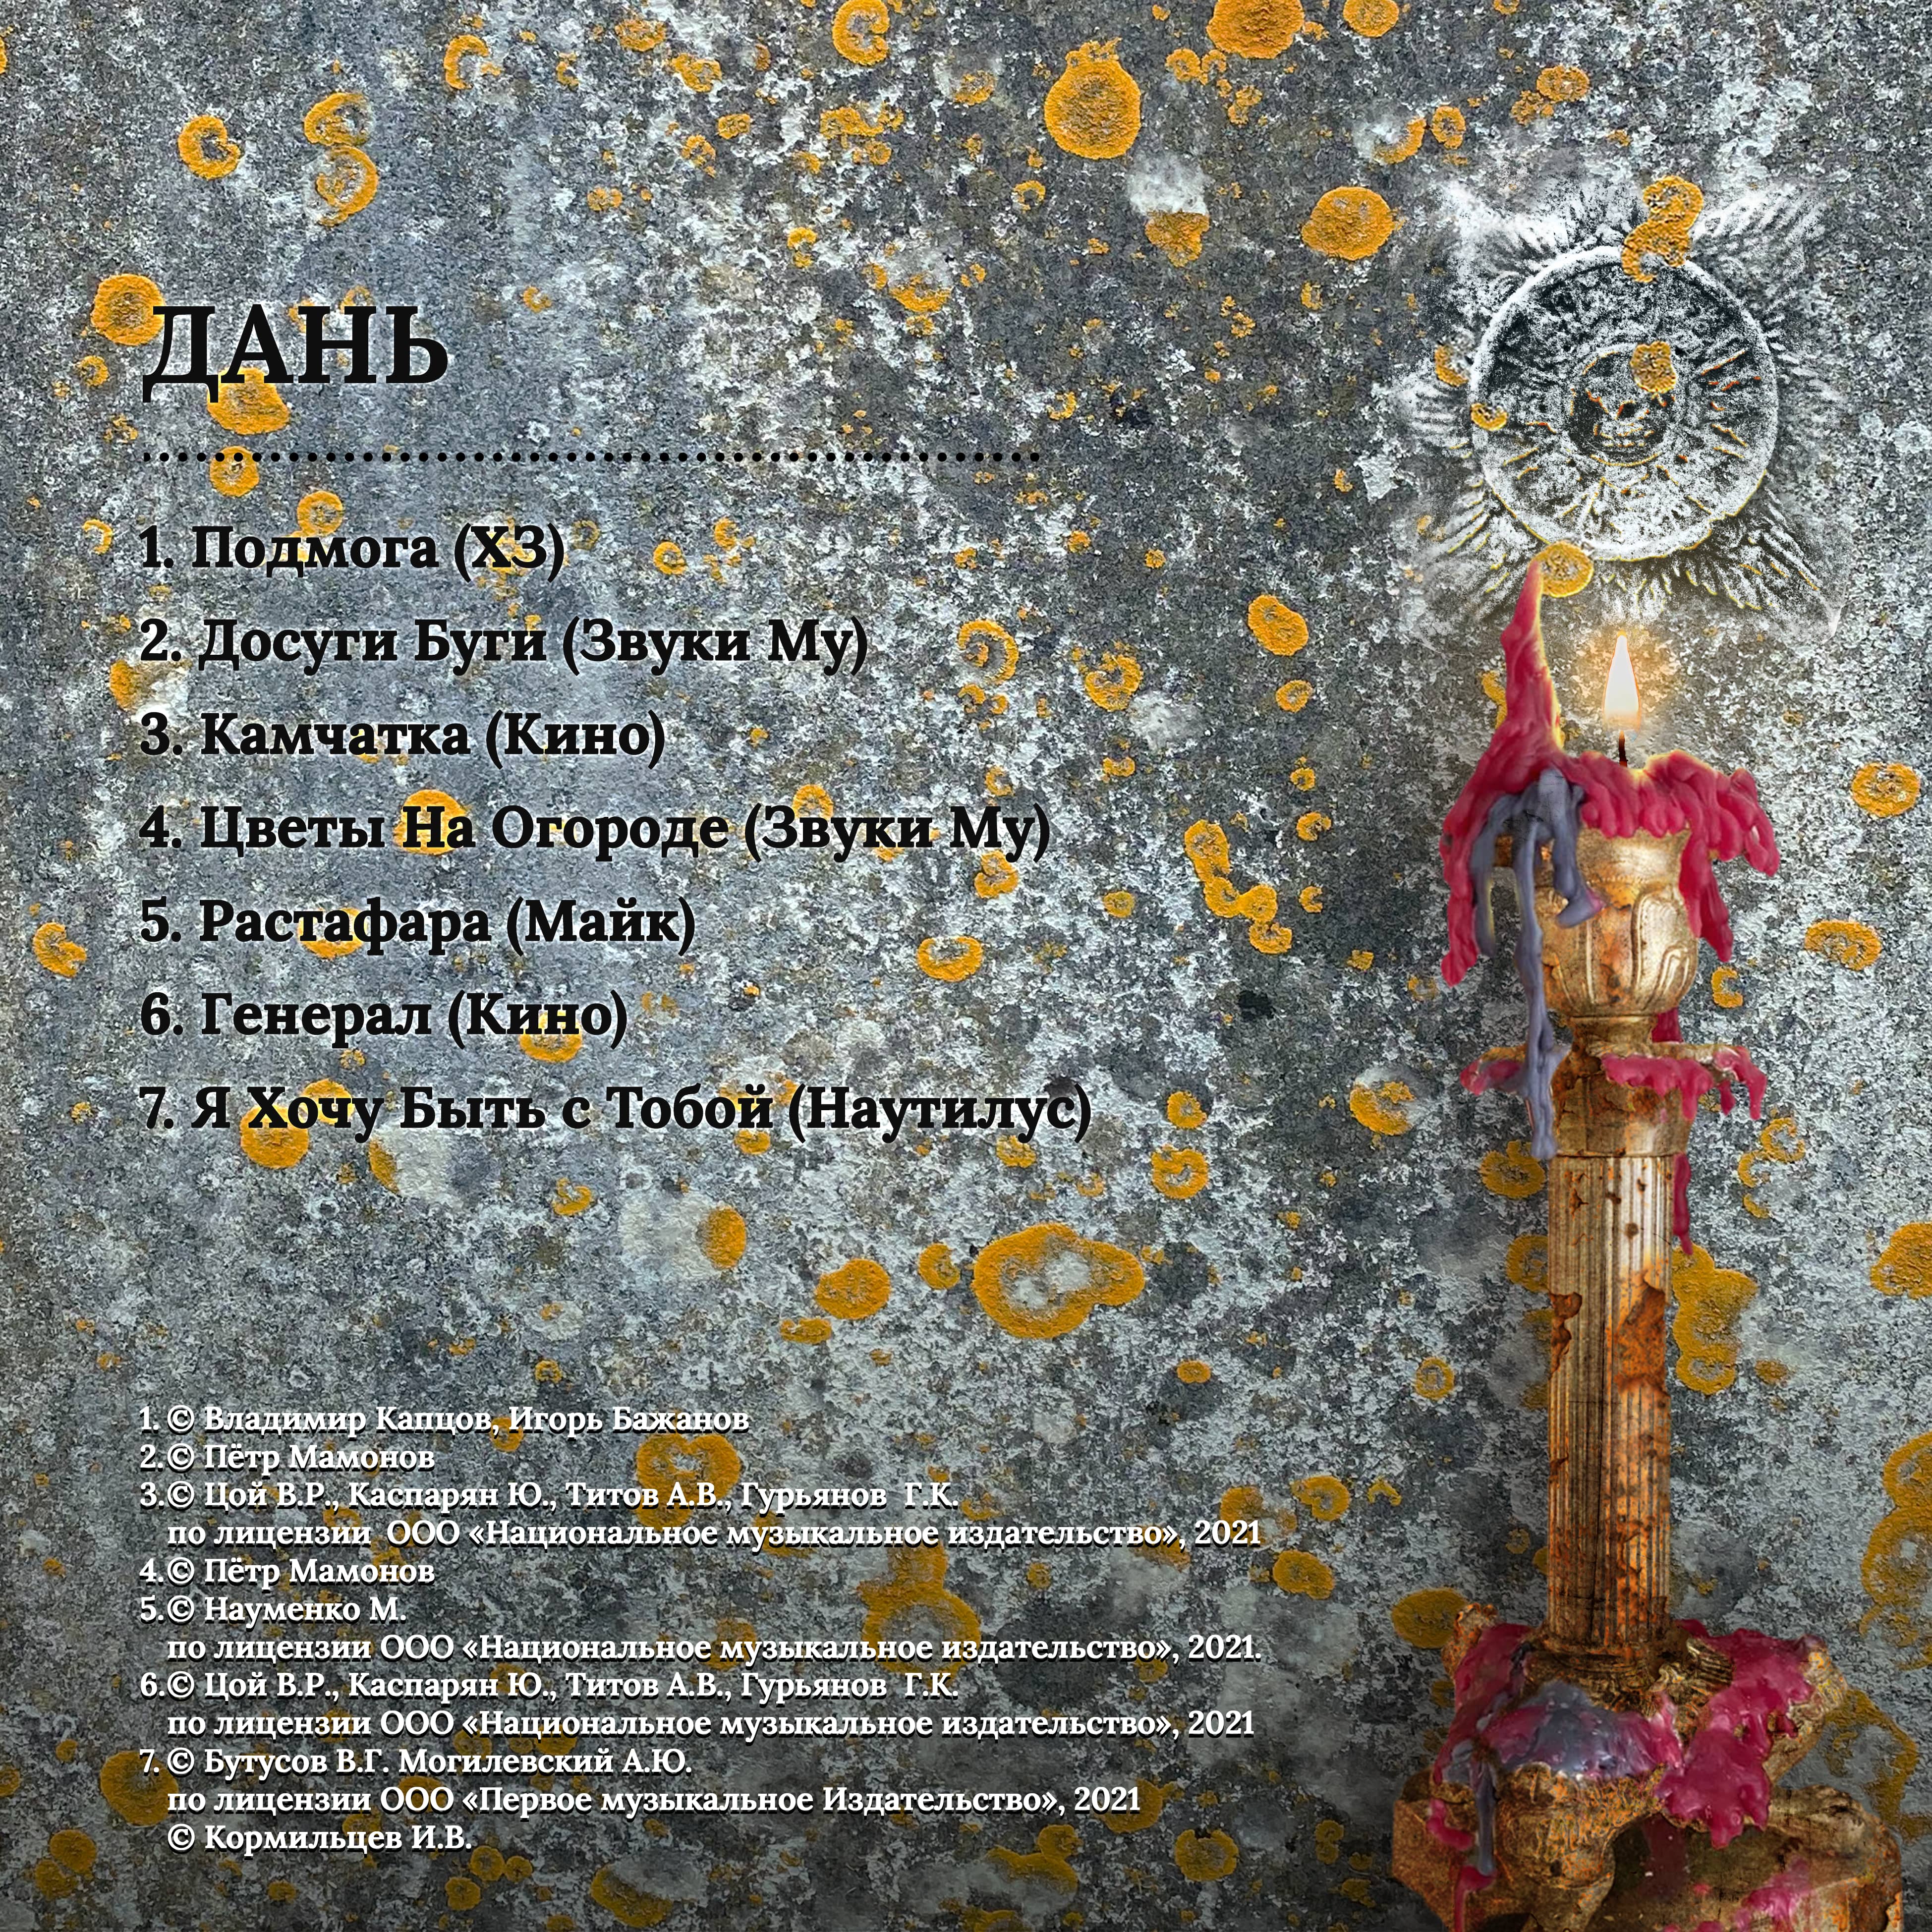 ДАНЬ
1. Подмога (ХЗ)
2. Досуги Буги (Звуки Му)
3. Камчатка (Кино)
4. Цветы На Огороде (Звуки Му)
5. Растафара (Майк)
6. Генерал (Кино)
7. Я Хочу Быть с Тобой (Наутилус)
1. © Владимир Капцов, Игорь Бажанов
2.© Пётр Мамонов
3.© Цой В.Р., Каспарян Ю., Титов А.В., Гурьянов Г.К.
по лицензии ООО «Национальное музыкальное издательство», 2021
4.© Пётр Мамонов
5.© Науменко М.
по лицензии ООО «Национальное музыкальное издательство», 2021.
6.© Цой В.Р., Каспарян Ю., Титов А.В., Гурьянов Г.К.
по лицензии ООО «Национальное музыкальное издательство», 2021
7. © Бутусов В.Г. Могилевский А.Ю.
по лицензии ООО «Первое музыкальное Издательство», 2021
© Кормильцев И.В.